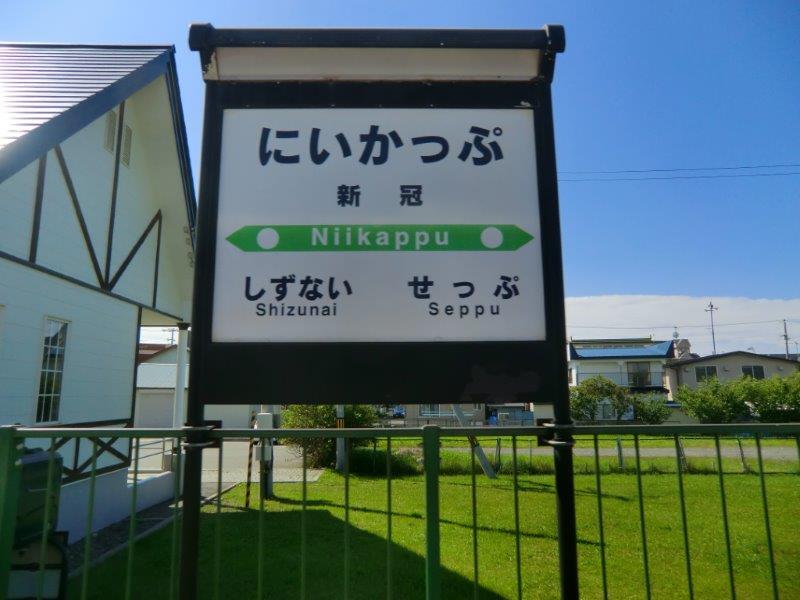 にいかっぷ
新冠
Niikappu
しずない せっぷ
Shizunai Seppu